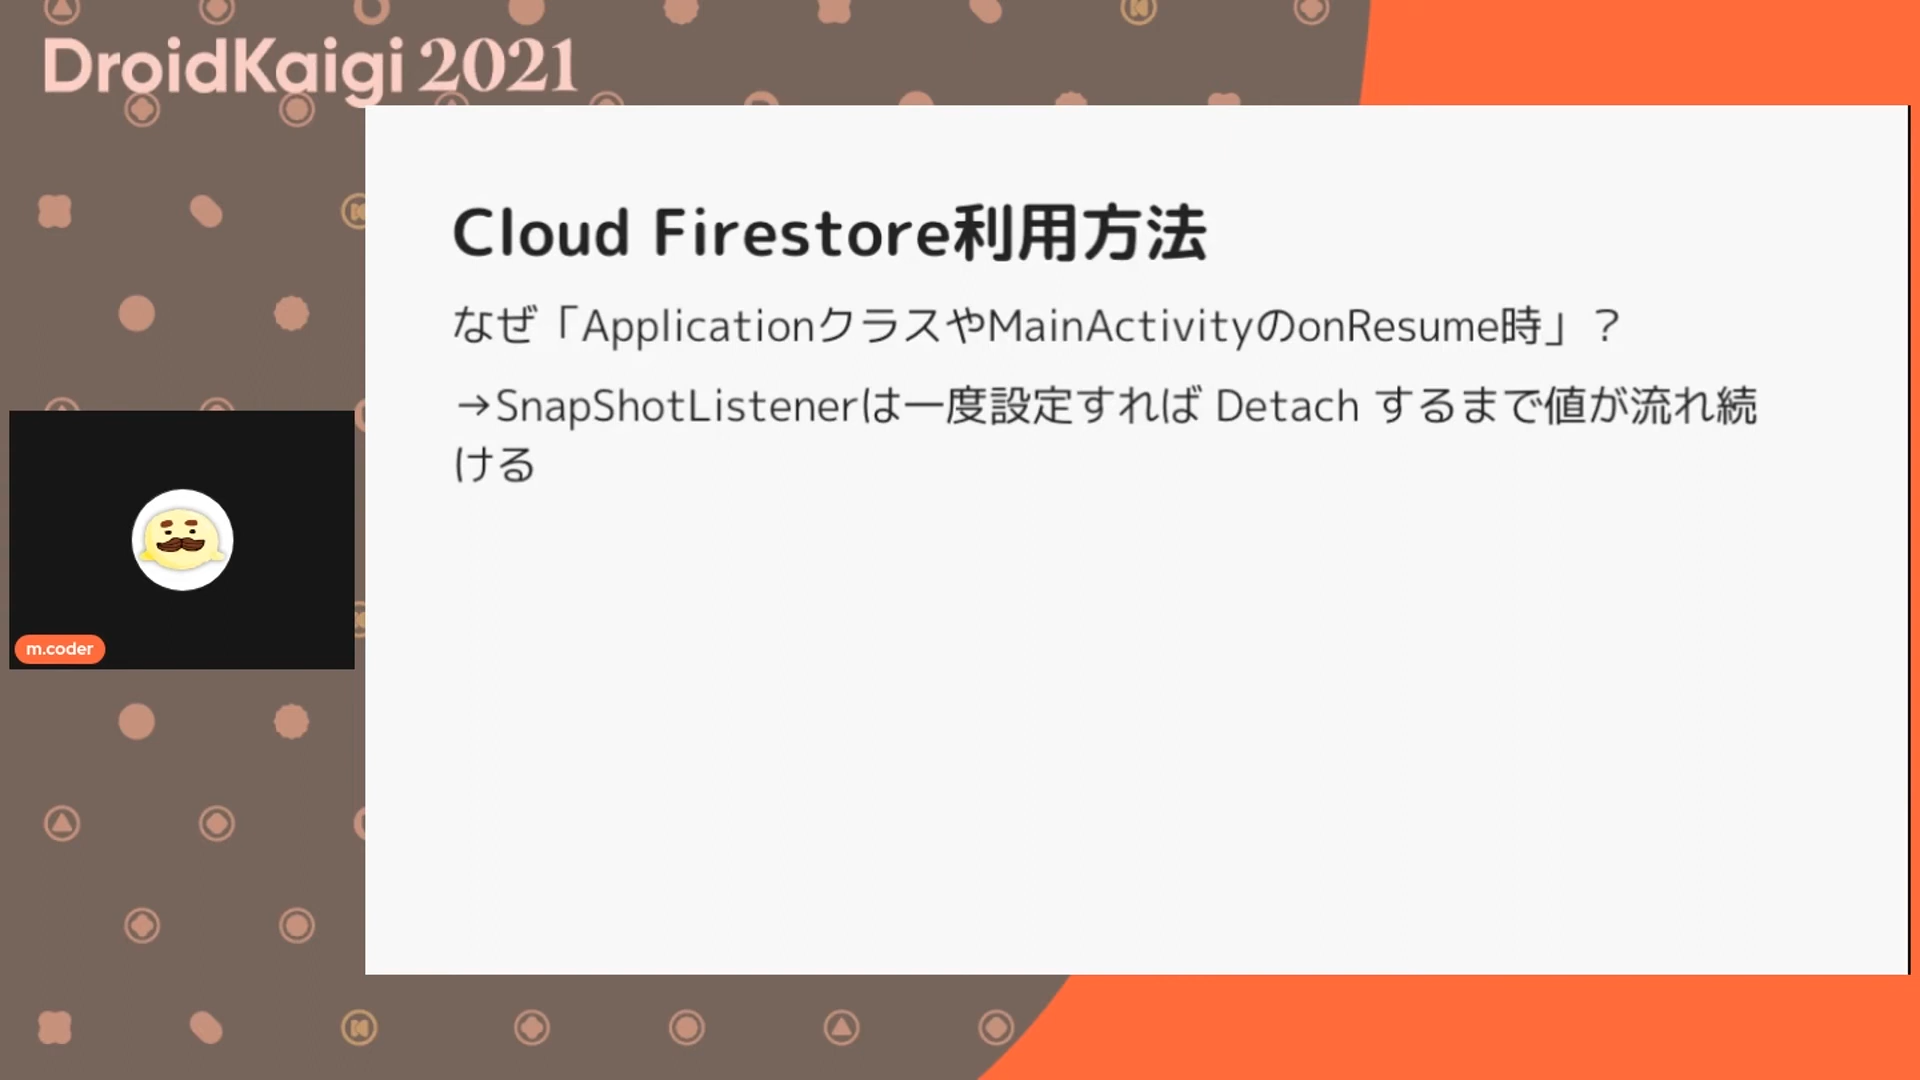 DroidKaigi 2021
Cloud Firestore利用方法
なぜ「ApplicationクラスやMainActivityのonResume時」？
→SnapShotListenerは一度設定すれば Detach するまで値が流れ続
ける
m.coder